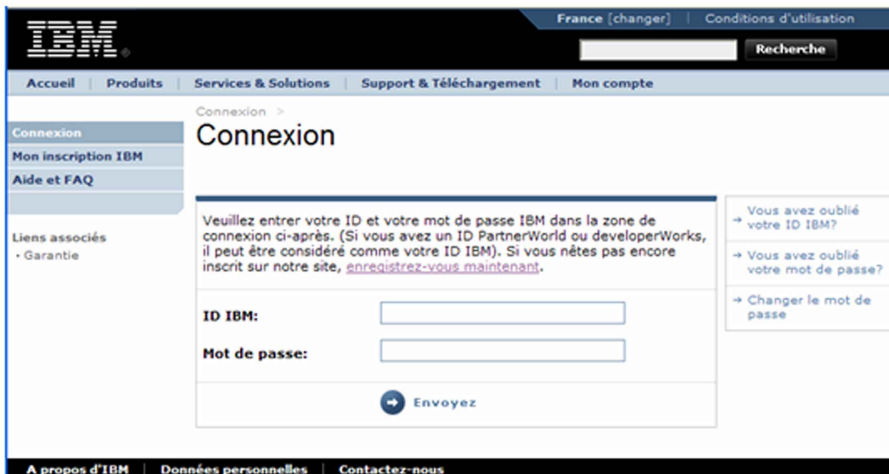 France [changer] | Conditions d'utilisation
IBM®
Recherche
Accueil | Produits | Services & Solutions | Support & Téléchargement | Mon compte
Connexion >
Connexion
Connexion
Mon inscription IBM
Aide et FAQ
Liens associés
· Garantie
Veuillez entrer votre ID et votre mot de passe IBM dans la zone de
connexion ci-après. (Si vous avez un ID PartnerWorld ou developerWorks,
il peut être considéré comme votre ID IBM). Si vous nêtes pas encore
inscrit sur notre site, enregistrez-vous maintenant.
ID IBM:
Mot de passe:
Envoyez
→ Vous avez oublié
votre ID IBM?
→ Vous avez oublié
votre mot de passe?
→ Changer le mot de
passe
A propos d'IBM | Données personnelles | Contactez-nous